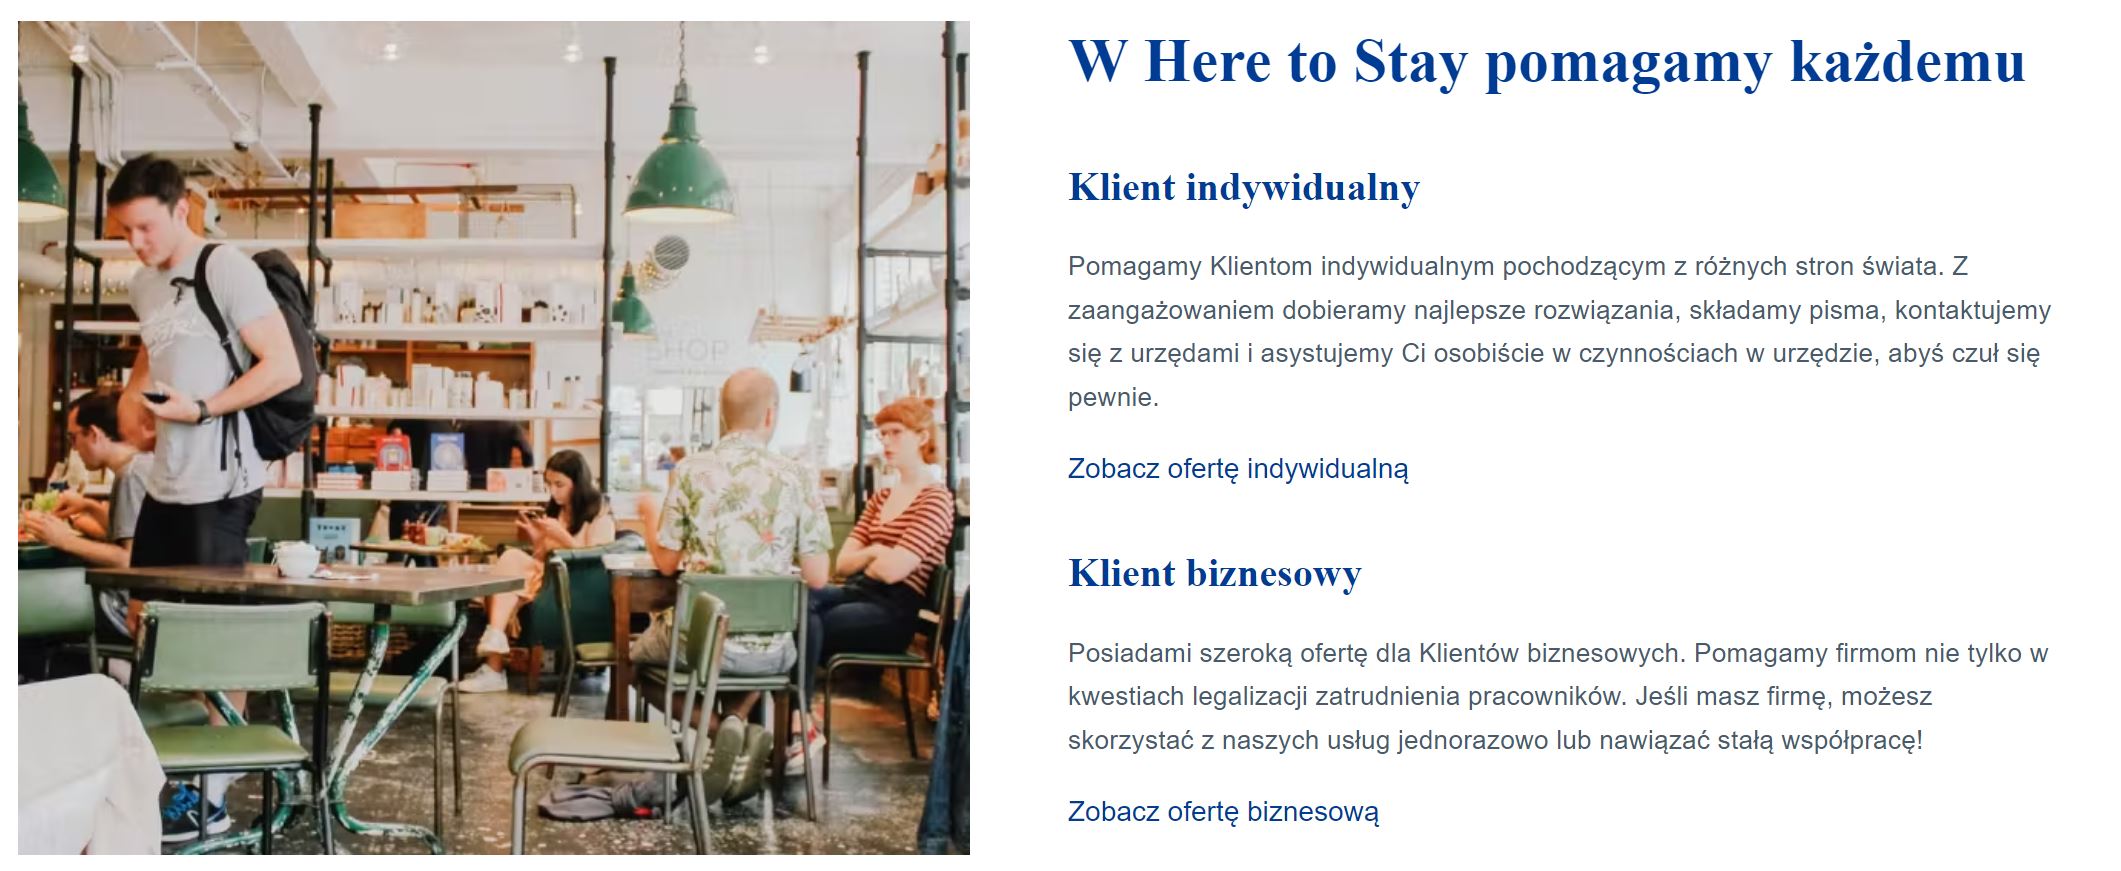 W Here to Stay pomagamy każdemu
Klient indywidualny
Pomagamy Klientom indywidualnym pochodzącym z różnych stron świata. Z
zaangażowaniem dobieramy najlepsze rozwiązania, składamy pisma, kontaktujemy
się z urzędami i asystujemy Ci osobiście w czynnościach w urzędzie, abyś czuł się
pewnie.
Zobacz ofertę indywidualną
Klient biznesowy
Posiadami szeroką ofertę dla Klientów biznesowych. Pomagamy firmom nie tylko w
kwestiach legalizacji zatrudnienia pracowników. Jeśli masz firmę, możesz
skorzystać z naszych usług jednorazowo lub nawiązać stałą współpracę!
Zobacz ofertę biznesową
SHOP